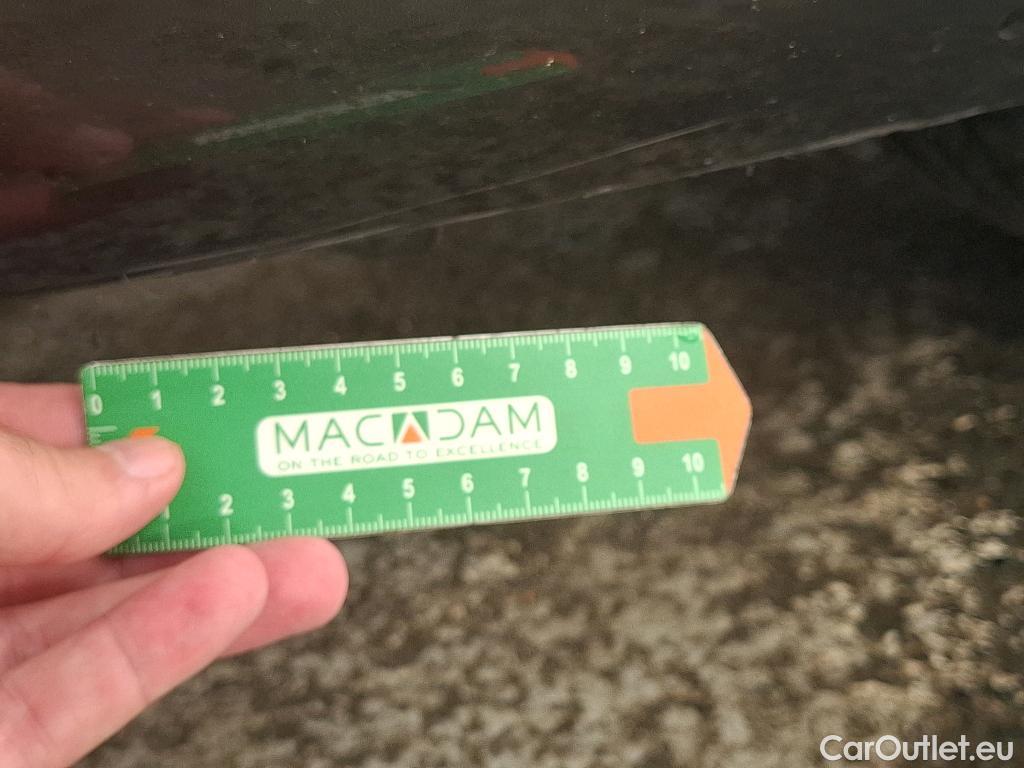 0 1 2 3 4 5 6 7 8 9 10
MACADAM
ON THE ROAD TO EXCELLENCE
2 3 4 5 6 7 8 9 10
CarOutlet.eu